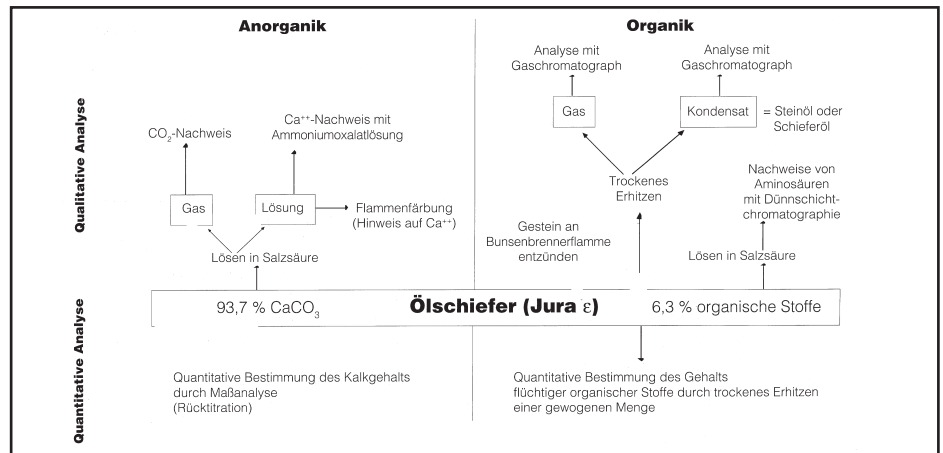 Anorganik
Organik
Qualitative Analyse
CO₂-Nachweis
Ca⁺⁺-Nachweis mit
Ammoniumoxalatlösung
Gas
Lösung
Flammenfärbung
(Hinweis auf Ca⁺⁺)
Lösen in Salzsäure
Analyse mit
Gaschromatograph
Analyse mit
Gaschromatograph
Gas
Kondensat
= Steinöl oder
Schieferöl
Trockenes
Erhitzen
Nachweise von
Aminosäuren
mit Dünnschicht-
chromatographie
Gestein an
Bunsenbrennerflamme
entzünden
Lösen in Salzsäure
93,7 % CaCO₃
Ölschiefer (Jura ε)
6,3 % organische Stoffe
Quantitative Analyse
Quantitative Bestimmung des Kalkgehalts
durch Maßanalyse
(Rücktitration)
Quantitative Bestimmung des Gehalts
flüchtiger organischer Stoffe durch trockenes Erhitzen
einer gewogenen Menge